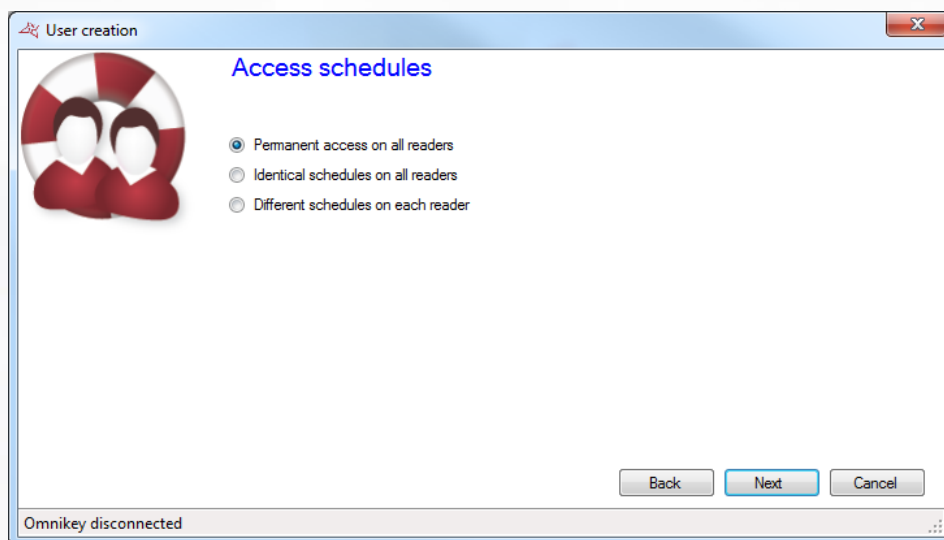 User creation
Access schedules
Permanent access on all readers
Identical schedules on all readers
Different schedules on each reader
Back Next Cancel
Omnikey disconnected